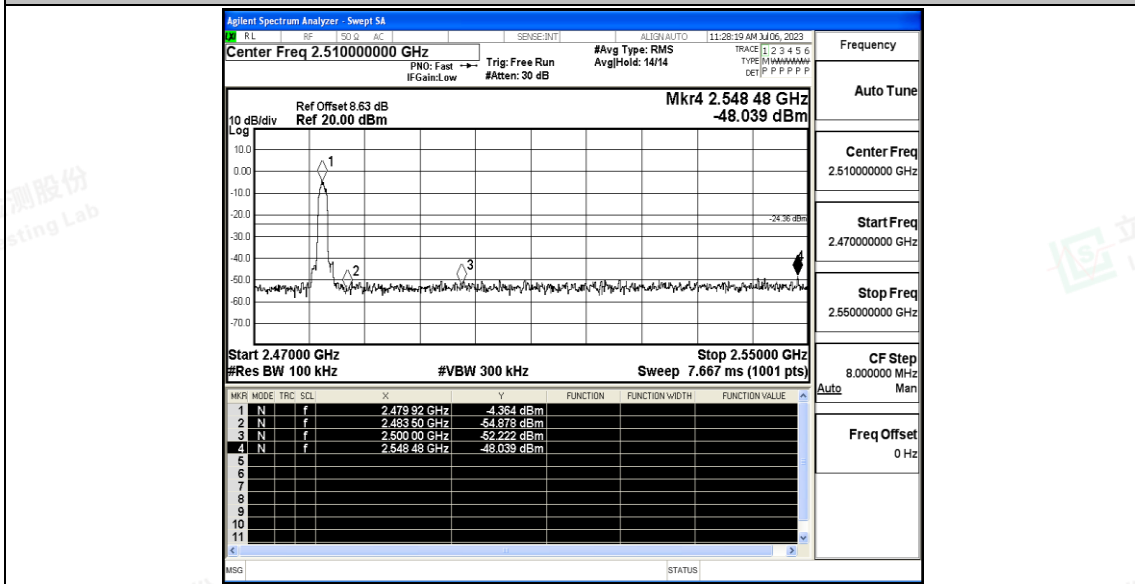 Agilent Spectrum Analyzer - Swept SA
RL RF 50 Ω AC SENSE:INT ALIGN AUTO 11:28:19 AM Jul 06, 2023
Center Freq 2.510000000 GHz
PNO: Fast
IFGain:Low
Trig: Free Run
#Atten: 30 dB
#Avg Type: RMS
Avg|Hold: 14/14
TRACE 1 2 3 4 5 6
TYPE M WWWWW
DET P P P P P P
Ref Offset 8.63 dB
10 dB/div Ref 20.00 dBm
Log
Mkr4 2.548 48 GHz
-48.039 dBm
10.0
0.00
-10.0
-20.0
-30.0
-40.0
-50.0
-60.0
-70.0
1
2
3
-24.36 dBm
Start 2.47000 GHz Stop 2.55000 GHz
#Res BW 100 kHz #VBW 300 kHz Sweep 7.667 ms (1001 pts)
MKR MODE TRC SCL X Y FUNCTION FUNCTION WIDTH FUNCTION VALUE
1 N f 2.479 92 GHz -4.364 dBm
2 N f 2.483 50 GHz -54.878 dBm
3 N f 2.500 00 GHz -52.222 dBm
4 N f 2.548 48 GHz -48.039 dBm
5
6
7
8
9
10
11
MSG STATUS
Frequency
Auto Tune
Center Freq
2.510000000 GHz
Start Freq
2.470000000 GHz
Stop Freq
2.550000000 GHz
CF Step
8.000000 MHz
Auto Man
Freq Offset
0 Hz
测股份
sting Lab